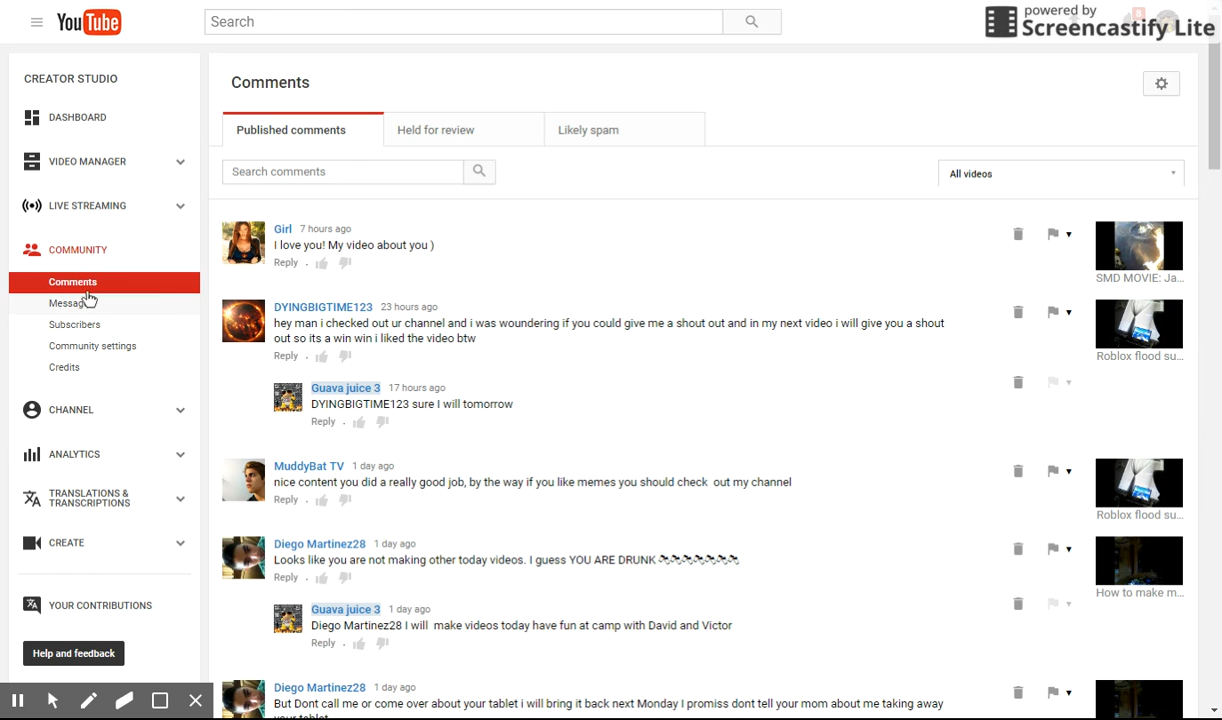 YouTube
Search
powered by
Screencastify Lite
CREATOR STUDIO
DASHBOARD
VIDEO MANAGER
LIVE STREAMING
COMMUNITY
Comments
Subscribers
Community settings
Credits
CHANNEL
ANALYTICS
TRANSLATIONS &
TRANSCRIPTIONS
CREATE
YOUR CONTRIBUTIONS
Help and feedback
Comments
Published comments
Held for review
Likely spam
Search comments
All videos
Girl 7 hours ago
I love you! My video about you )
Reply .
SMD MOVIE: Ja...
DYINGBIGTIME123 23 hours ago
hey man i checked out ur channel and i was woundering if you could give me a shout out and in my next video i will give you a shout
out so its a win win i liked the video btw
Reply .
Roblox flood su...
Guava juice 3 17 hours ago
DYINGBIGTIME123 sure I will tomorrow
Reply .
MuddyBat TV 1 day ago
nice content you did a really good job, by the way if you like memes you should check out my channel
Reply .
Roblox flood su...
Diego Martinez28 1 day ago
Looks like you are not making other today videos. I guess YOU ARE DRUNK
Reply .
How to make m...
Guava juice 3 1 day ago
Diego Martinez28 I will make videos today have fun at camp with David and Victor
Reply .
Diego Martinez28 1 day ago
But Dont call me or come over about your tablet i will bring it back next Monday I promiss dont tell your mom about me taking away
your tablet